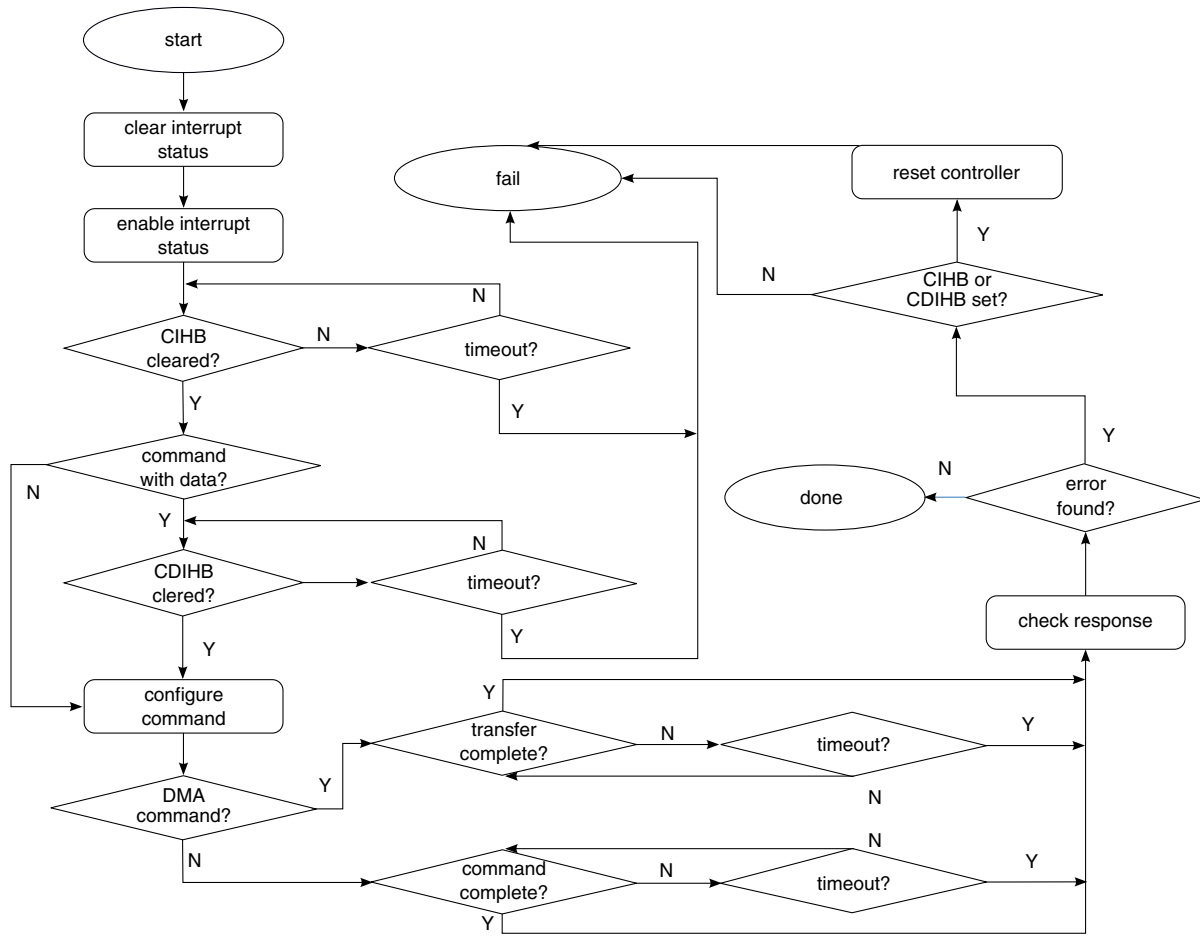 start
clear interrupt
status
enable interrupt
status
fail
reset controller
Y
N
CIHB or
CDIHB set?
N
CIHB
cleared?
N
timeout?
Y
Y
Y
command
with data?
N
N
done
error
found?
Y
N
CDIHB
clered?
timeout?
Y
Y
check response
configure
command
Y
transfer
complete?
N
timeout?
Y
DMA
command?
Y
N
N
N
command
complete?
N
timeout?
Y
Y